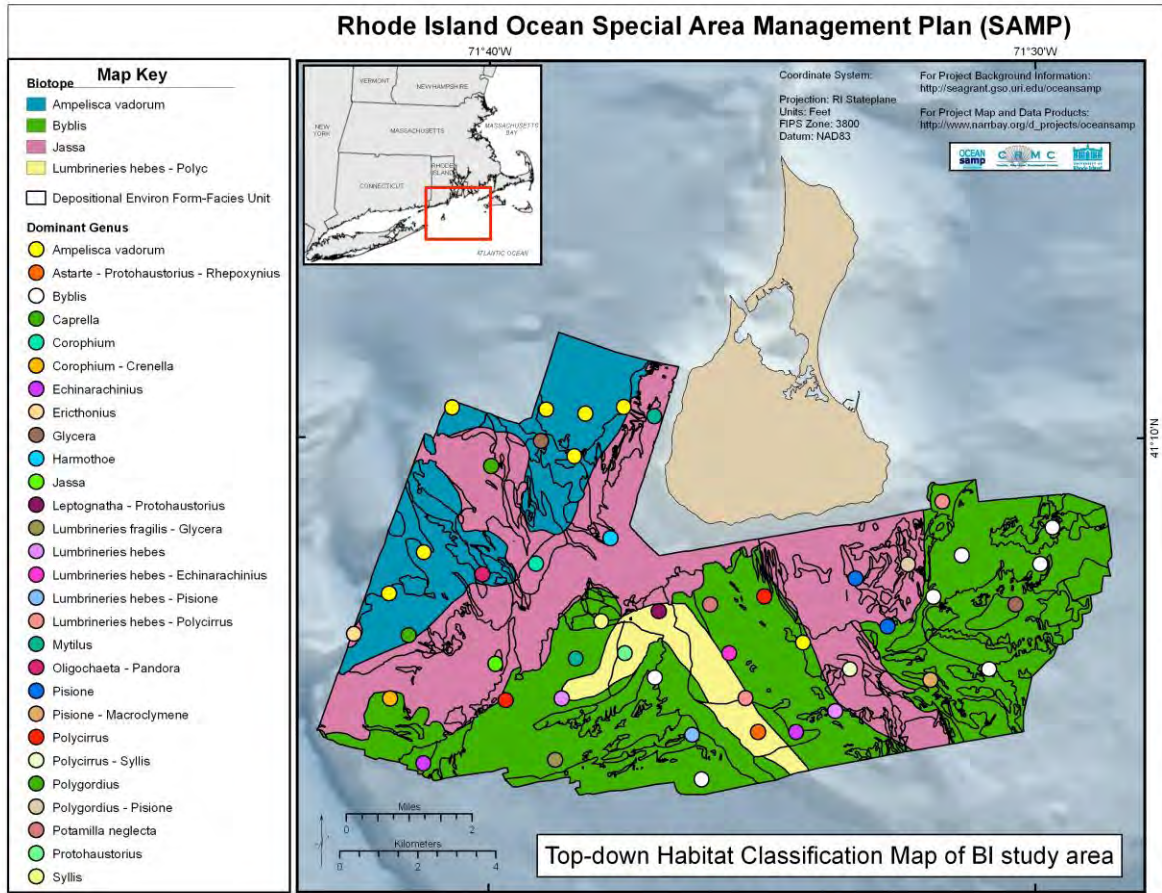 Rhode Island Ocean Special Area Management Plan (SAMP)
71°40'W
71°30'W
Map Key
Biotope
Ampelisca vadorum
Byblis
Jassa
Lumbrineries hebes - Polyc
Depositional Environ Form-Facies Unit
Dominant Genus
Ampelisca vadorum
Astarte - Protohaustorius - Rhepoxynius
Byblis
Caprella
Corophium
Corophium - Crenella
Echinarachinius
Ericthonius
Glycera
Harmothoe
Jassa
Leptognatha - Protohaustorius
Lumbrineries fragilis - Glycera
Lumbrineries hebes
Lumbrineries hebes - Echinarachinius
Lumbrineries hebes - Pisione
Lumbrineries hebes - Polycirrus
Mytilus
Oligochaeta - Pandora
Pisione
Pisione - Macroclymene
Polycirrus
Polycirrus - Syllis
Polygordius
Polygordius - Pisione
Potamilla neglecta
Protohaustorius
Syllis
VERMONT
NEW HAMPSHIRE
NEW
YORK
MASSACHUSETTS
MASSACHUSETTS
BAY
CONNECTICUT
RHODE
ISLAND
ATLANTIC OCEAN
Coordinate System:
Projection: RI Stateplane
Units: Feet
FIPS Zone: 3800
Datum: NAD83
For Project Background Information:
http://seagrant.gso.uri.edu/oceansamp
For Project Map and Data Products:
http://www.narrbay.org/d_projects/oceansamp
OCEAN
samp
CRMC
41°10'N
Miles
0 1 2
Kilometers
0 2 4
Top-down Habitat Classification Map of BI study area